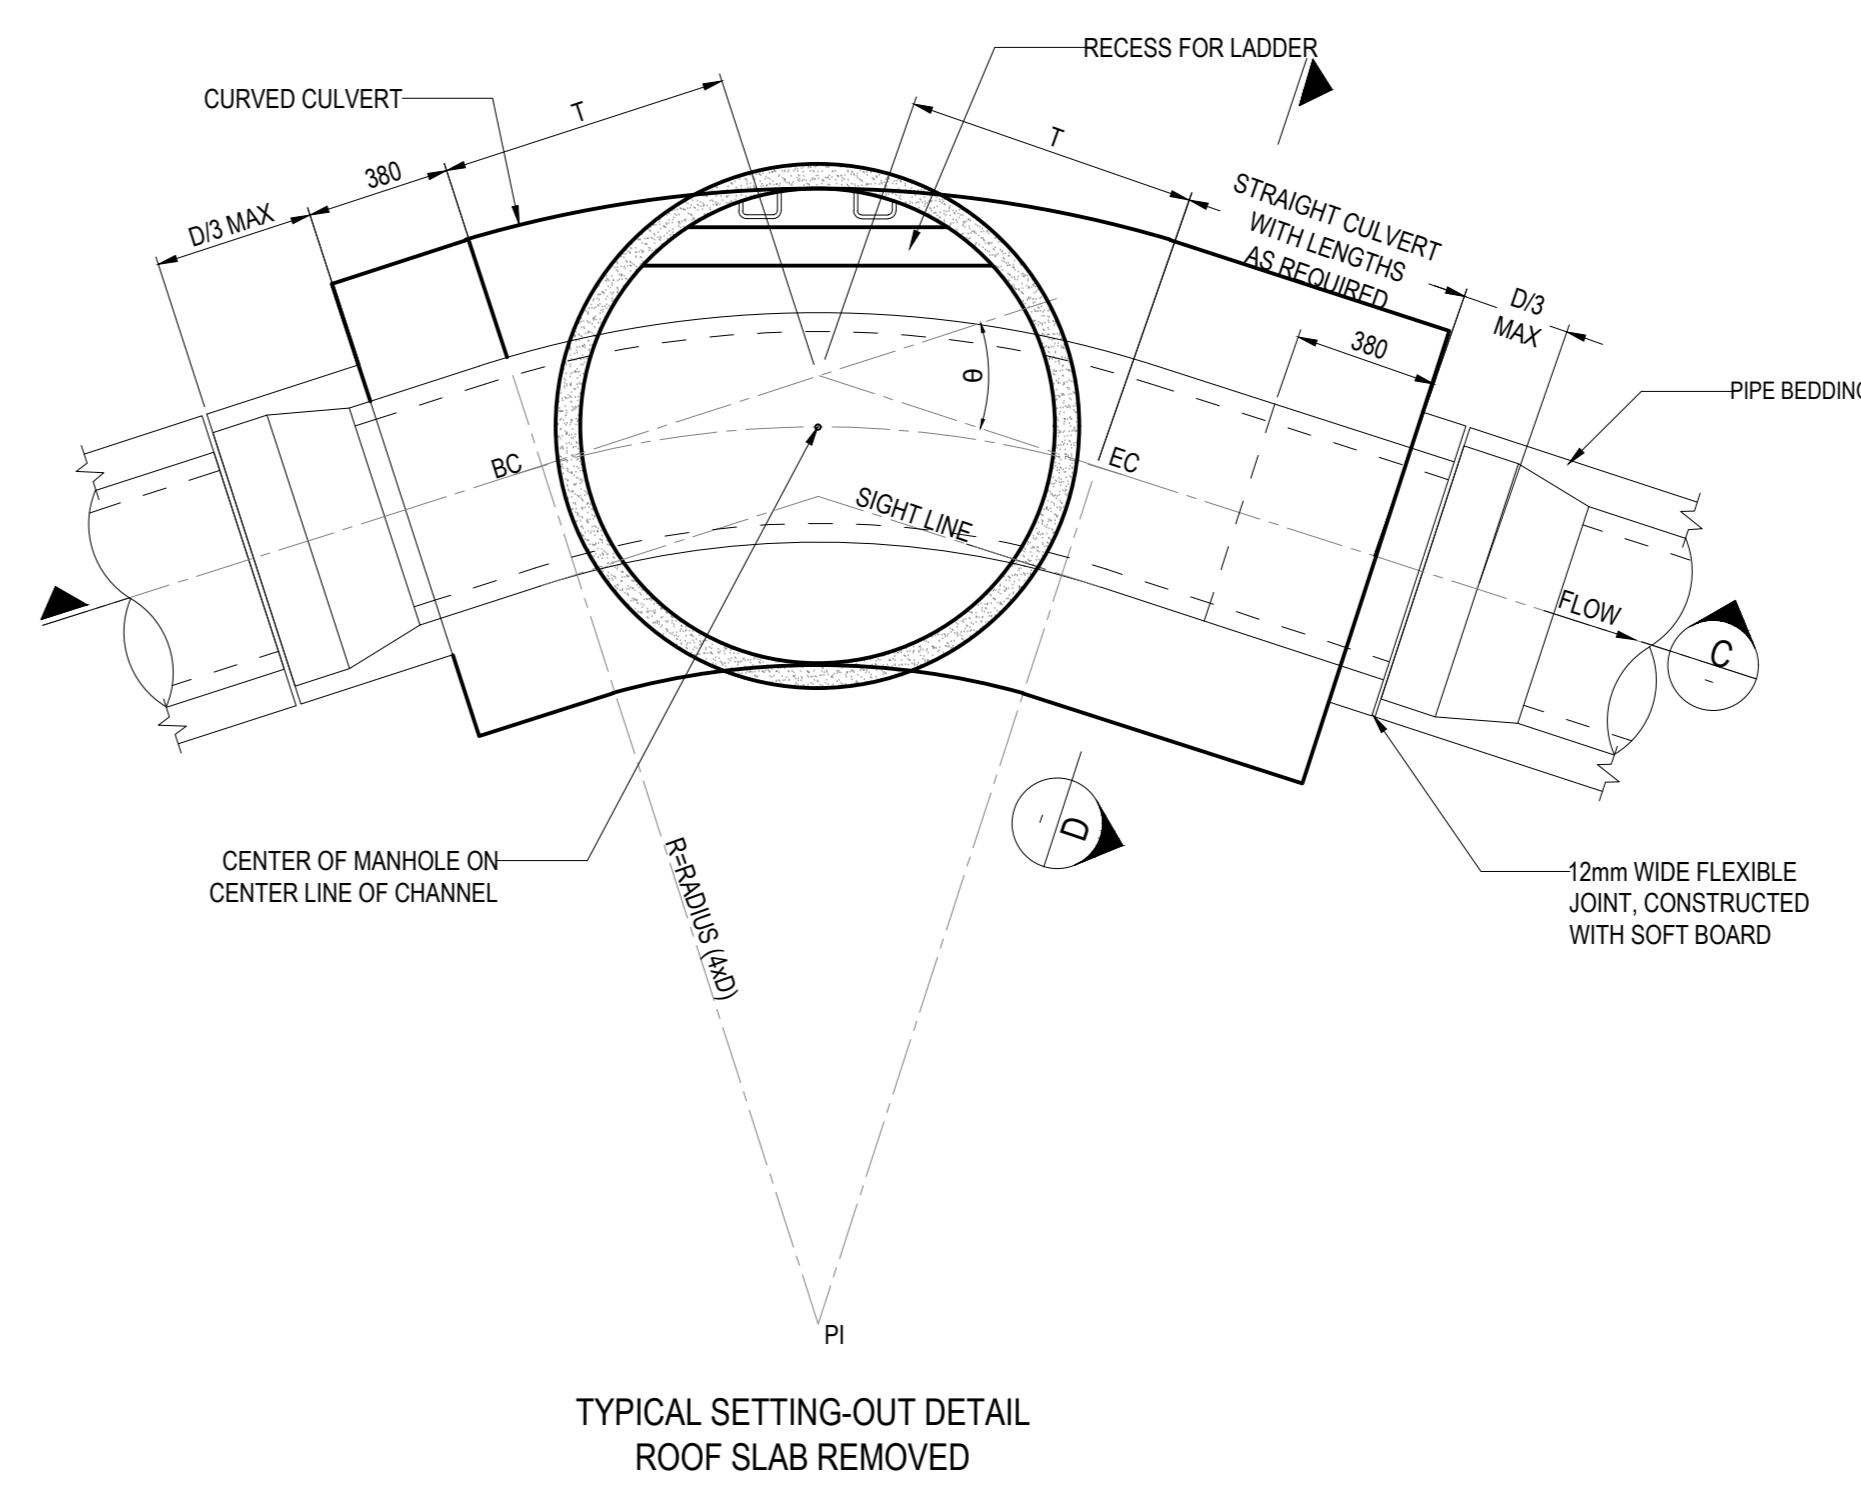 RECESS FOR LADDER
CURVED CULVERT
T
T
380
D/3 MAX
STRAIGHT CULVERT
WITH LENGTHS
AS REQUIRED
D/3
MAX
380
θ
PIPE BEDDING
BC
EC
SIGHT LINE
FLOW
C
-
D
-
R=RADIUS (4xD)
CENTER OF MANHOLE ON
CENTER LINE OF CHANNEL
12mm WIDE FLEXIBLE
JOINT, CONSTRUCTED
WITH SOFT BOARD
PI
TYPICAL SETTING-OUT DETAIL
ROOF SLAB REMOVED